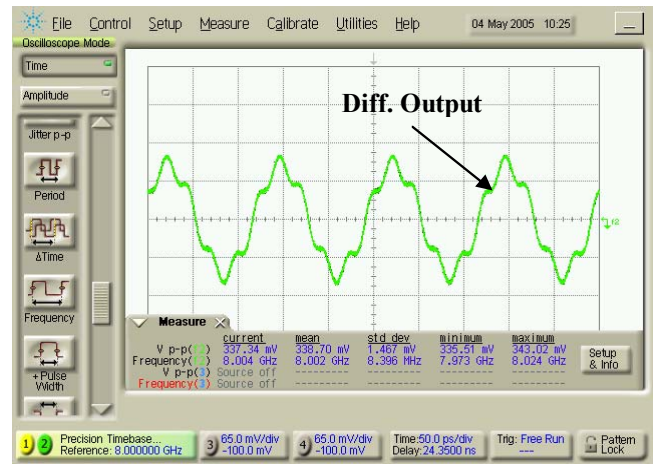 File Control Setup Measure Calibrate Utilities Help 04 May 2005 10:25
Oscilloscope Mode
Time
Amplitude
Jitter p-p
Period
ΔTime
Frequency
+ Pulse
Width
Diff. Output
r2
Measure
current mean std dev minimum maximum
V p-p(2) 337.34 mV 338.70 mV 1.467 mV 335.51 mV 343.02 mV
Frequency(2) 8.004 GHz 8.002 GHz 8.396 MHz 7.973 GHz 8.024 GHz
V p-p(3) Source off --------- --------- --------- ---------
Frequency(3) Source off --------- --------- --------- ---------
Setup
& Info
1 2 Precision Timebase...
Reference: 8.000000 GHz
3) 65.0 mV/div
-100.0 mV
4) 65.0 mV/div
-100.0 mV
Time:50.0 ps/div
Delay:24.3500 ns
Trig: Free Run
---
Pattern
Lock